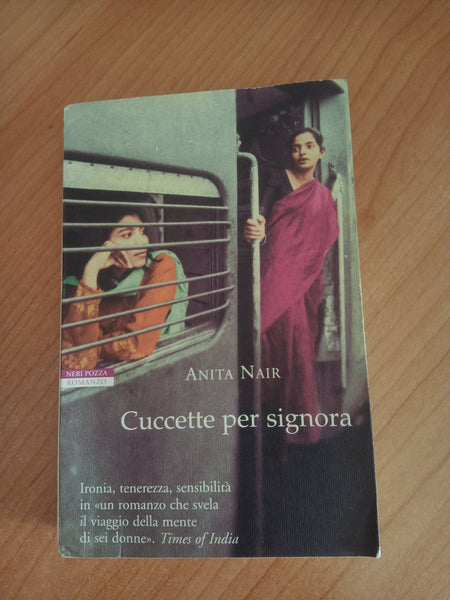 NERI POZZA
ROMANZO
ANITA NAIR
Cuccette per signora
Ironia, tenerezza, sensibilità
in «un romanzo che svela
il viaggio della mente
di sei donne». Times of India